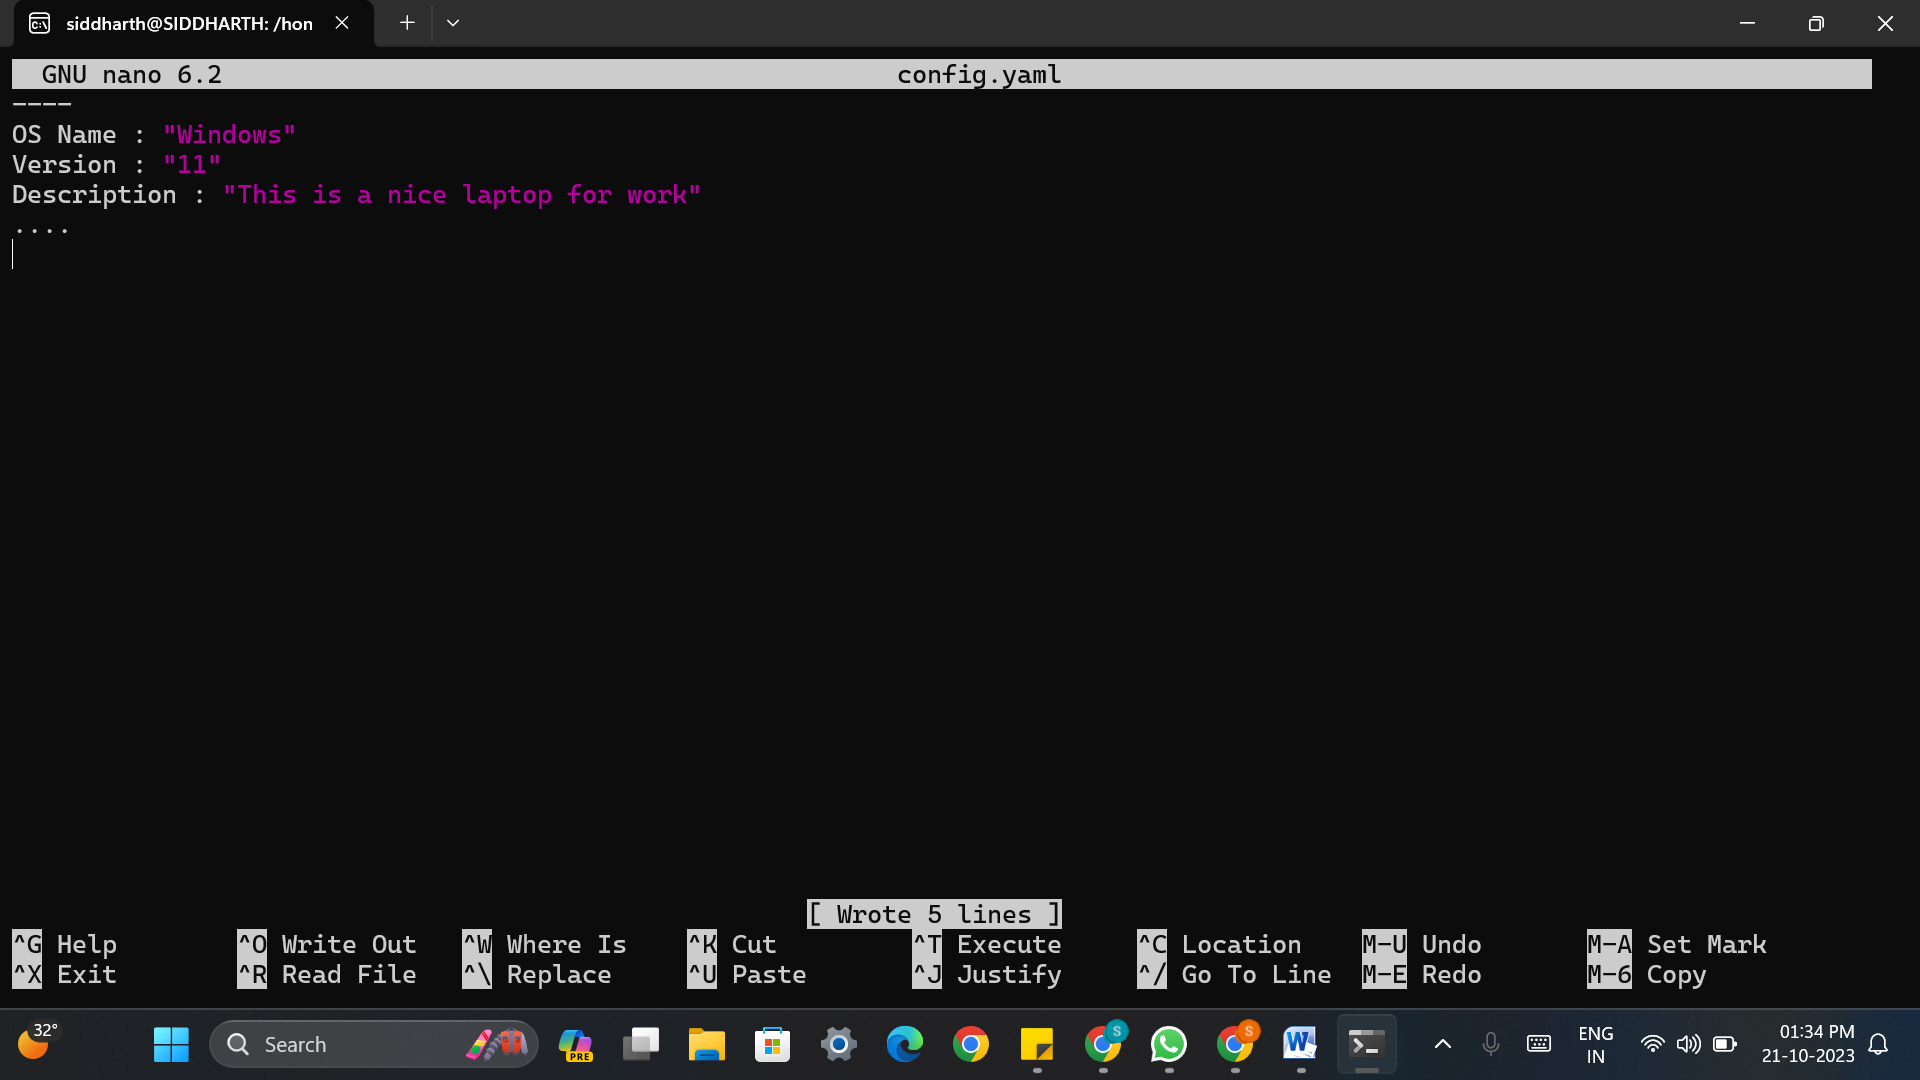 siddharth@SIDDHARTH: /hon
GNU nano 6.2 config.yaml
----
OS Name : "Windows"
Version : "11"
Description : "This is a nice laptop for work"
....
[ Wrote 5 lines ]
^G Help ^O Write Out ^W Where Is ^K Cut ^T Execute ^C Location M-U Undo M-A Set Mark
^X Exit ^R Read File ^\ Replace ^U Paste ^J Justify ^/ Go To Line M-E Redo M-6 Copy
32°
Search
PRE
S
S
W
ENG
IN
01:34 PM
21-10-2023